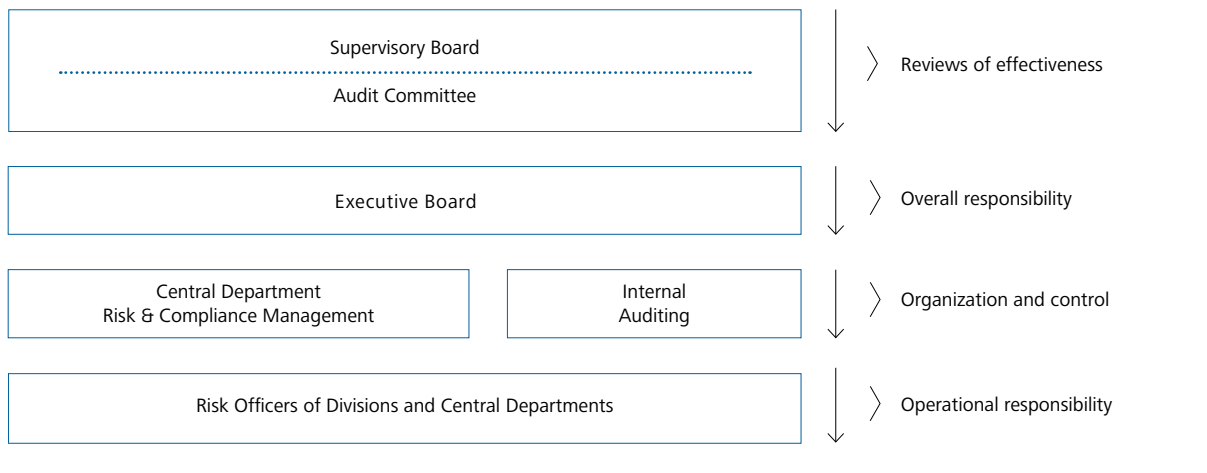 Supervisory Board
Audit Committee
Reviews of effectiveness
Executive Board
Overall responsibility
Central Department
Risk & Compliance Management
Internal
Auditing
Organization and control
Risk Officers of Divisions and Central Departments
Operational responsibility